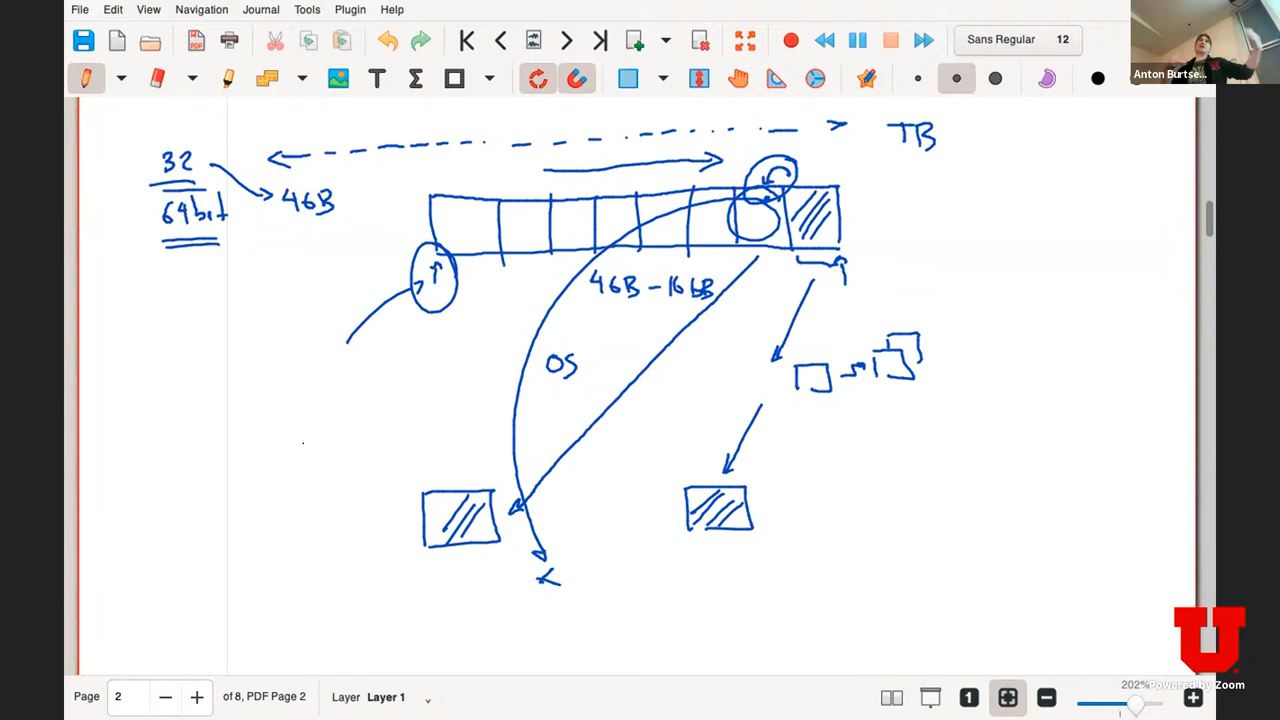 File Edit View Navigation Journal Tools Plugin Help
Sans Regular 12
Anton Burtse...
TB
32
64bit
4GB
4GB - 16GB
OS
U
Page 2 of 8, PDF Page 2 Layer Layer 1
202%
Powered by Zoom
1